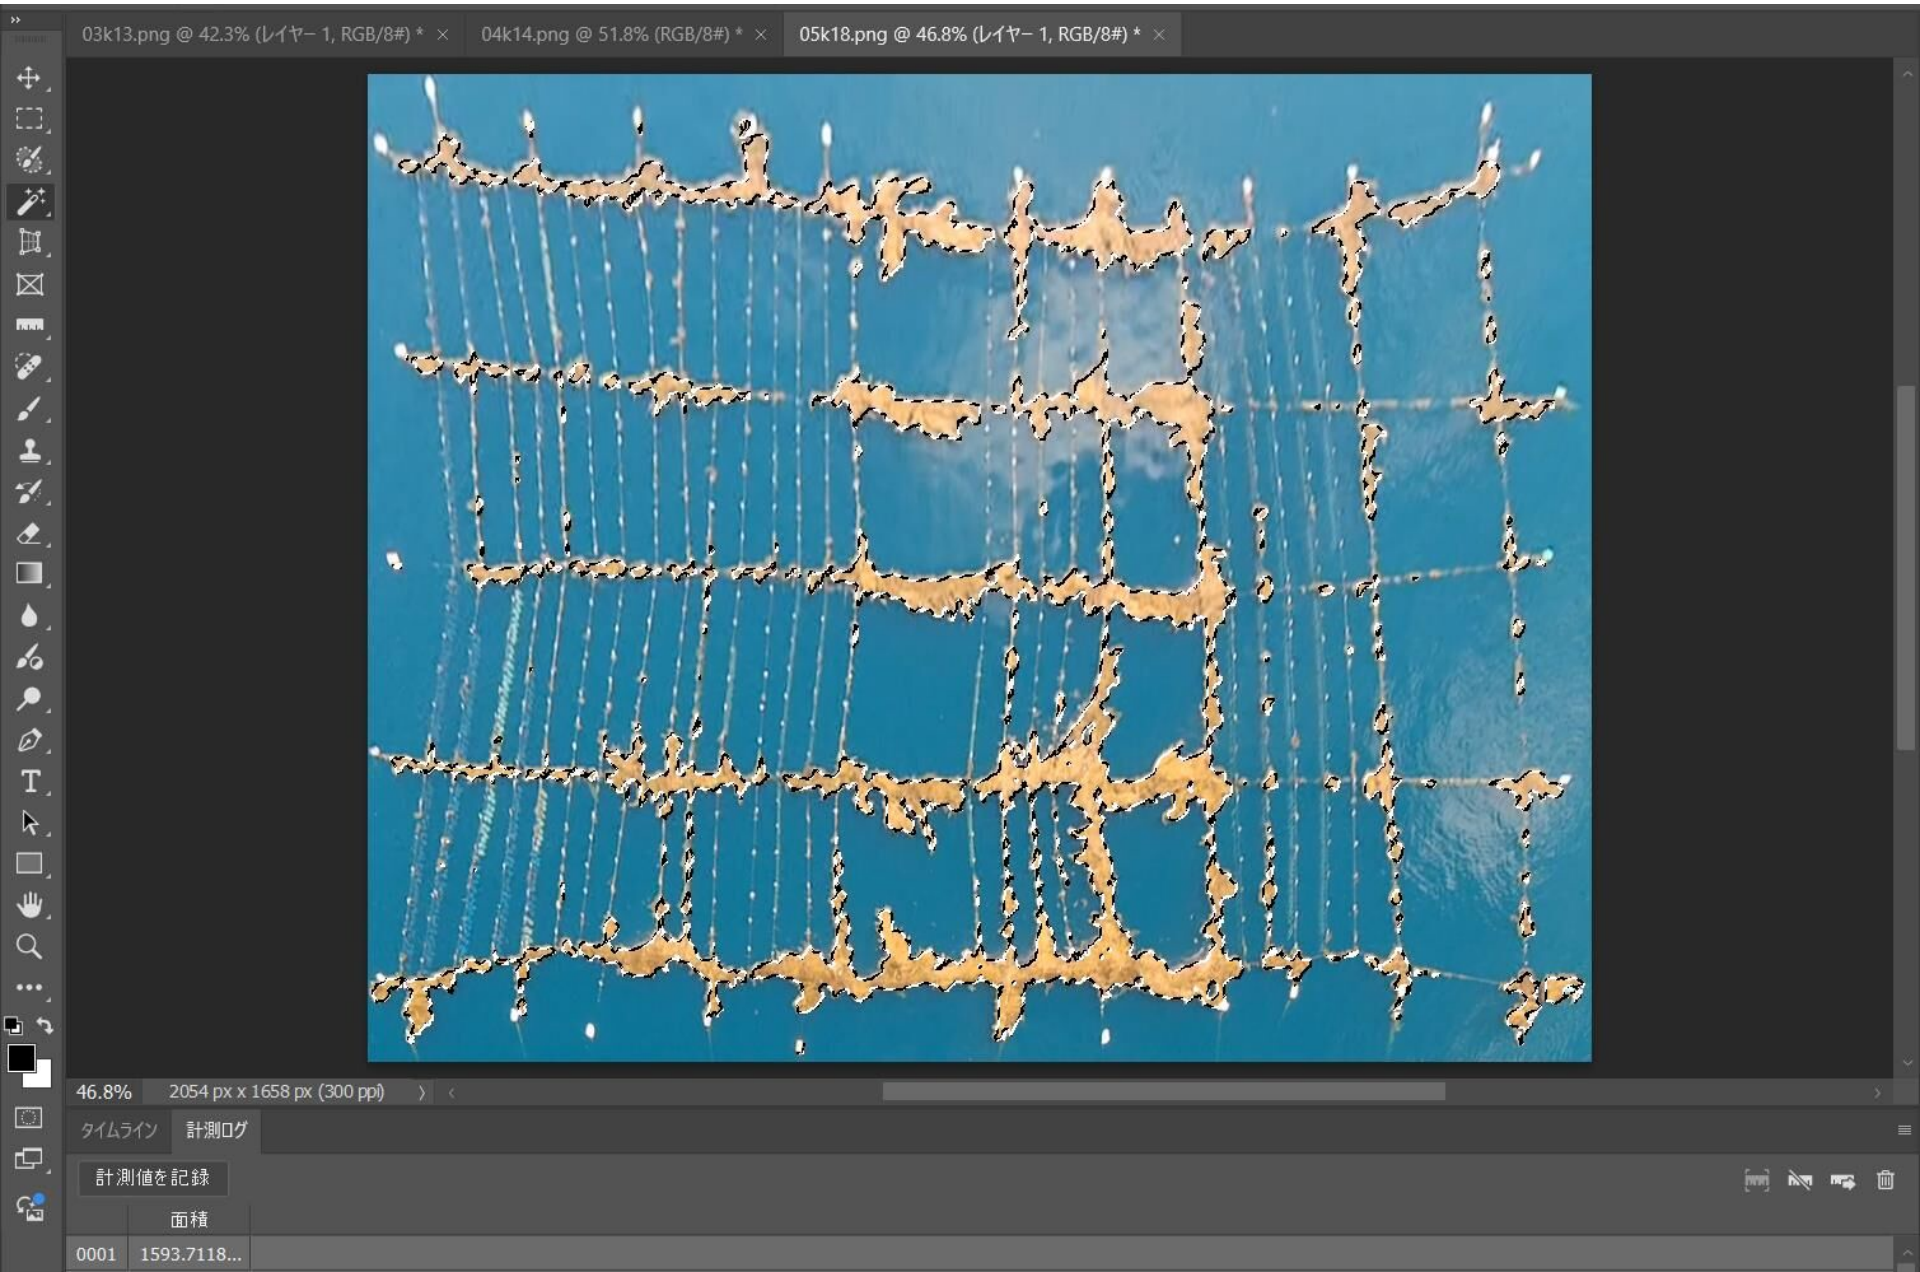 03k13.png @ 42.3% (レイヤー 1, RGB/8#) *
04k14.png @ 51.8% (RGB/8#) *
05k18.png @ 46.8% (レイヤー 1, RGB/8#) *
46.8%
2054 px x 1658 px (300 ppi)
タイムライン
計測ログ
計測値を記録
面積
0001
1593.7118...